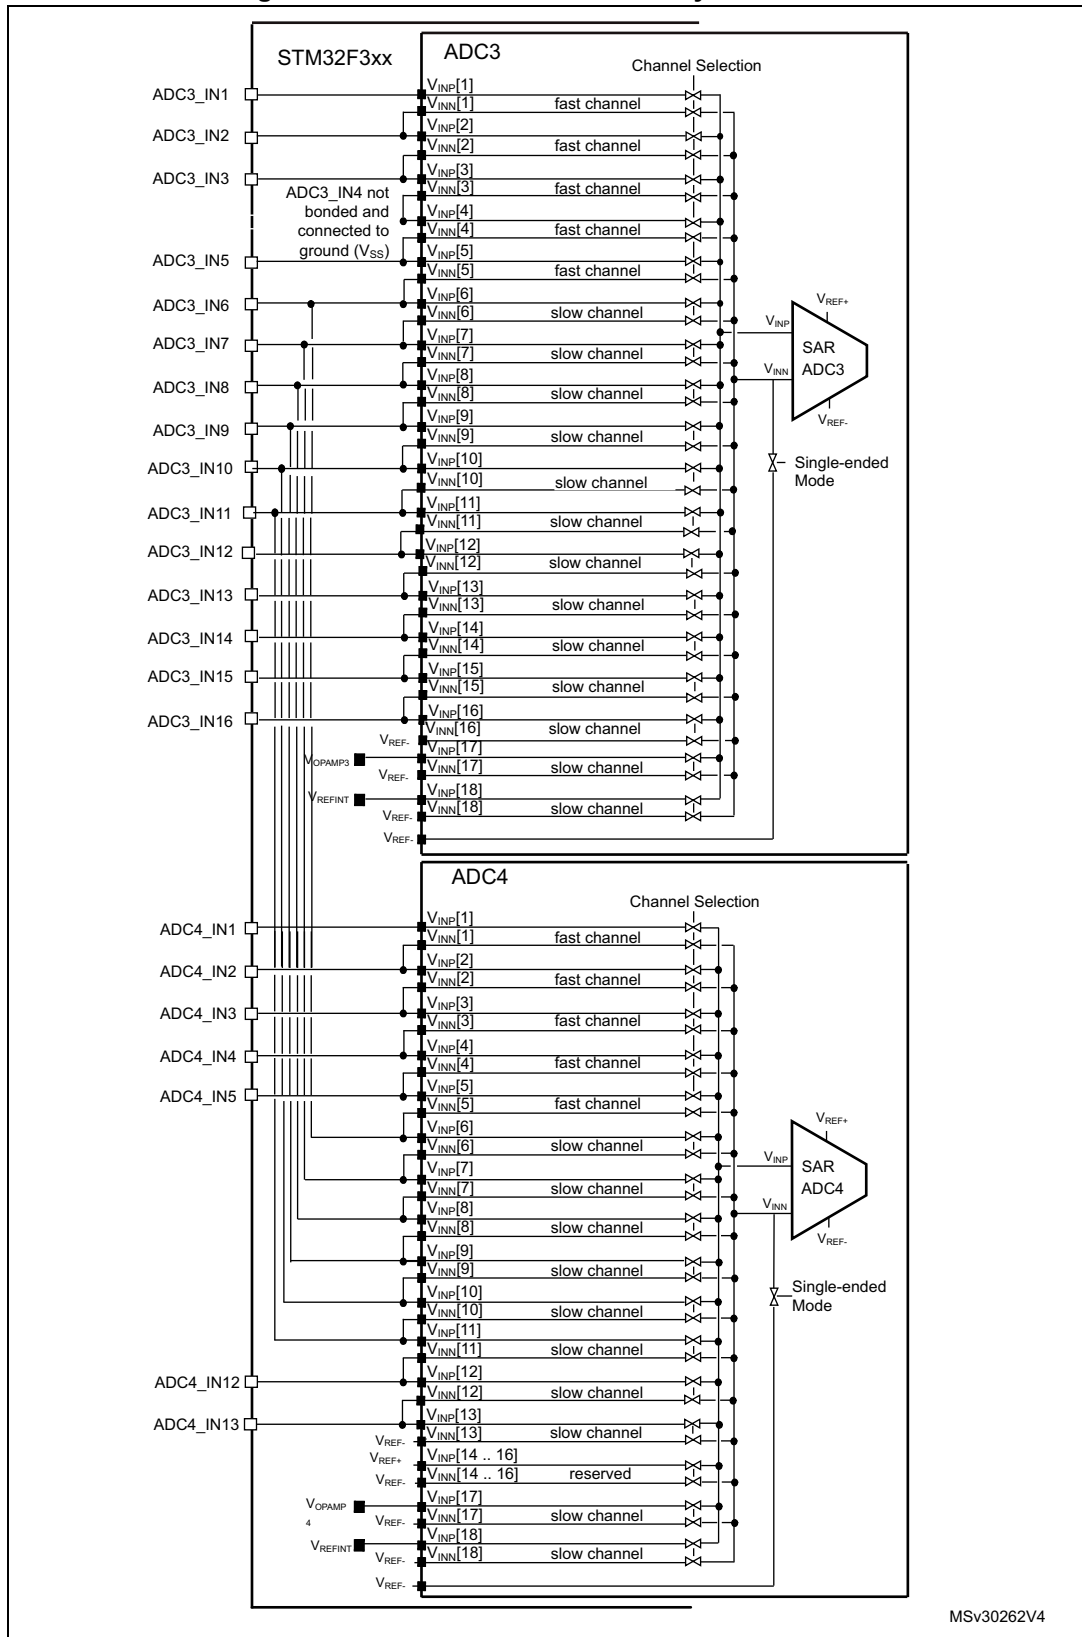 STM32F3xx
ADC3
Channel Selection
ADC3_IN1
VINP[1]
VINN[1]
fast channel
ADC3_IN2
VINP[2]
VINN[2]
fast channel
ADC3_IN3
VINP[3]
VINN[3]
fast channel
ADC3_IN4 not
bonded and
connected to
ground (VSS)
VINP[4]
VINN[4]
fast channel
ADC3_IN5
VINP[5]
VINN[5]
fast channel
ADC3_IN6
VINP[6]
VINN[6]
slow channel
ADC3_IN7
VINP[7]
VINN[7]
slow channel
ADC3_IN8
VINP[8]
VINN[8]
slow channel
ADC3_IN9
VINP[9]
VINN[9]
slow channel
ADC3_IN10
VINP[10]
VINN[10]
slow channel
ADC3_IN11
VINP[11]
VINN[11]
slow channel
ADC3_IN12
VINP[12]
VINN[12]
slow channel
ADC3_IN13
VINP[13]
VINN[13]
slow channel
ADC3_IN14
VINP[14]
VINN[14]
slow channel
ADC3_IN15
VINP[15]
VINN[15]
slow channel
ADC3_IN16
VINP[16]
VINN[16]
VREF-
VOPAMP3
VINP[17]
VREF-
VINN[17]
slow channel
VREFINT
VINP[18]
VREF-
VINN[18]
slow channel
VREF-
VREF+
VINP
SAR
ADC3
VINN
VREF-
Single-ended
Mode
ADC4
Channel Selection
ADC4_IN1
VINP[1]
VINN[1]
fast channel
ADC4_IN2
VINP[2]
VINN[2]
fast channel
ADC4_IN3
VINP[3]
VINN[3]
fast channel
ADC4_IN4
VINP[4]
VINN[4]
fast channel
ADC4_IN5
VINP[5]
VINN[5]
fast channel
VINP[6]
VINN[6]
slow channel
VINP[7]
VINN[7]
slow channel
VINP[8]
VINN[8]
slow channel
VINP[9]
VINN[9]
slow channel
VINP[10]
VINN[10]
slow channel
VINP[11]
VINN[11]
slow channel
ADC4_IN12
VINP[12]
VINN[12]
slow channel
ADC4_IN13
VINP[13]
VREF-
VINN[13]
slow channel
VREF+
VINP[14 .. 16]
VREF-
VINN[14 .. 16]
reserved
VOPAMP
4
VINP[17]
VREF-
VINN[17]
slow channel
VREFINT
VINP[18]
VREF-
VINN[18]
slow channel
VREF-
VREF+
VINP
SAR
ADC4
VINN
VREF-
Single-ended
Mode
MSv30262V4